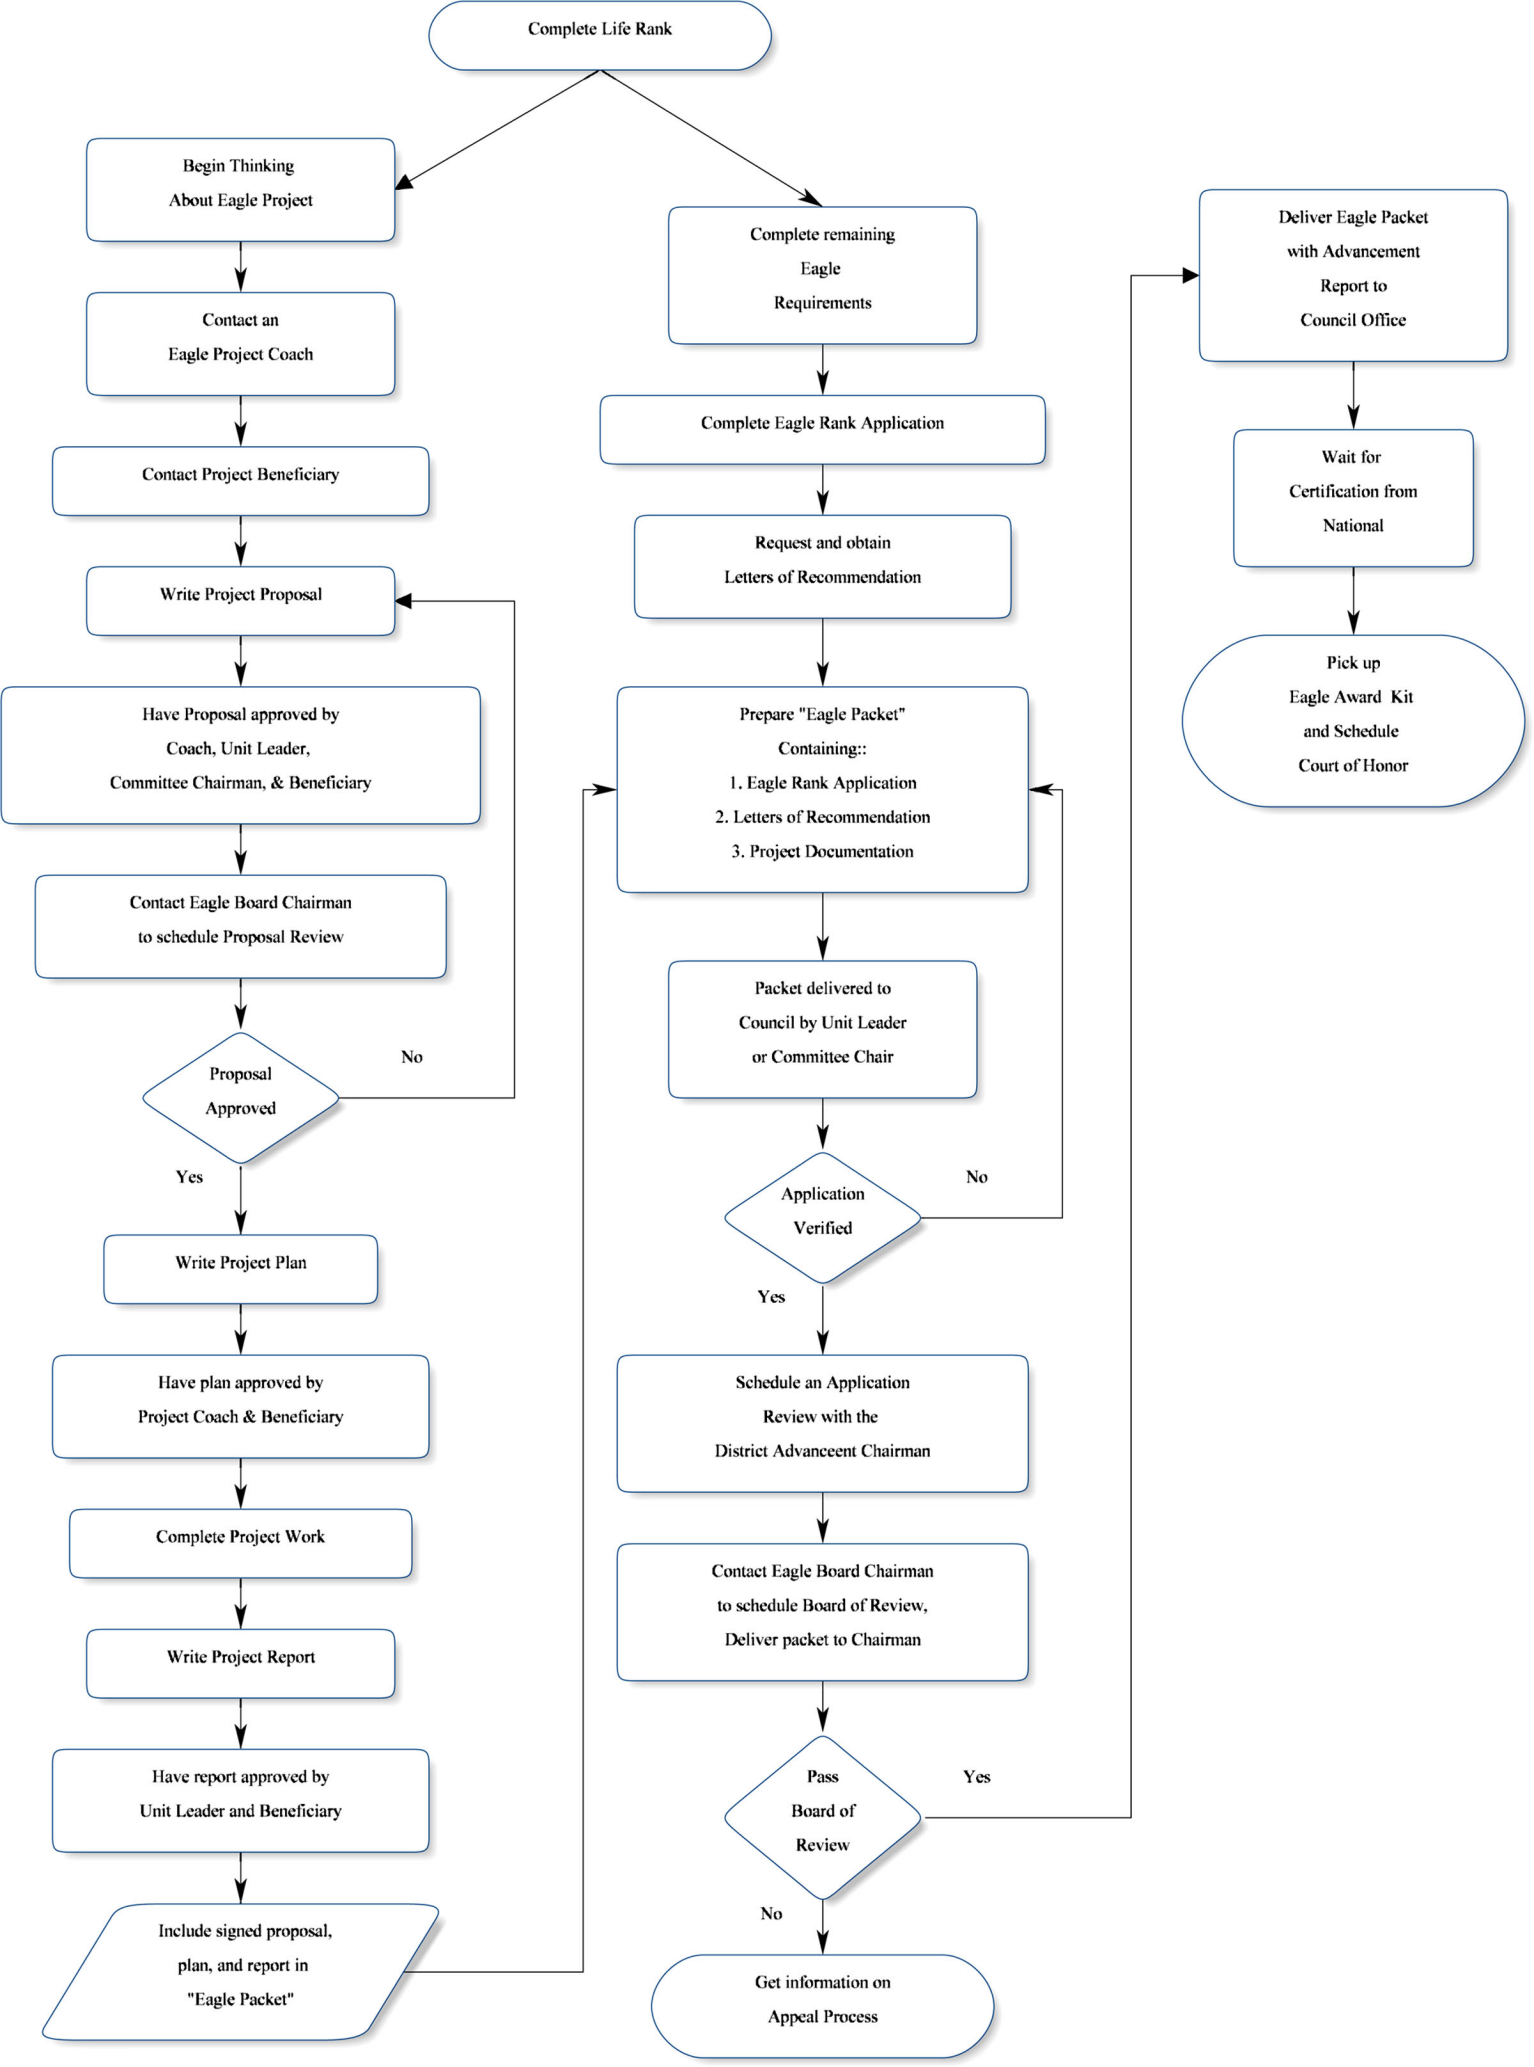 Complete Life Rank
Begin Thinking
About Eagle Project
Contact an
Eagle Project Coach
Contact Project Beneficiary
Write Project Proposal
Have Proposal approved by
Coach, Unit Leader,
Committee Chairman, & Beneficiary
Contact Eagle Board Chairman
to schedule Proposal Review
Proposal
Approved
No
Yes
Write Project Plan
Have plan approved by
Project Coach & Beneficiary
Complete Project Work
Write Project Report
Have report approved by
Unit Leader and Beneficiary
Include signed proposal,
plan, and report in
"Eagle Packet"
Complete remaining
Eagle
Requirements
Complete Eagle Rank Application
Request and obtain
Letters of Recommendation
Prepare "Eagle Packet"
Containing::
1. Eagle Rank Application
2. Letters of Recommendation
3. Project Documentation
Packet delivered to
Council by Unit Leader
or Committee Chair
Application
Verified
No
Yes
Schedule an Application
Review with the
District Advanceent Chairman
Contact Eagle Board Chairman
to schedule Board of Review,
Deliver packet to Chairman
Pass
Board of
Review
Yes
No
Get information on
Appeal Process
Deliver Eagle Packet
with Advancement
Report to
Council Office
Wait for
Certification from
National
Pick up
Eagle Award  Kit
and Schedule
Court of Honor